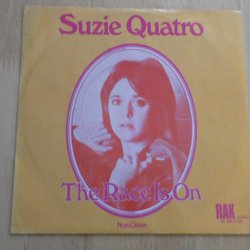 Suzie Quatro
The Race Is On
Non Citizen
RAK